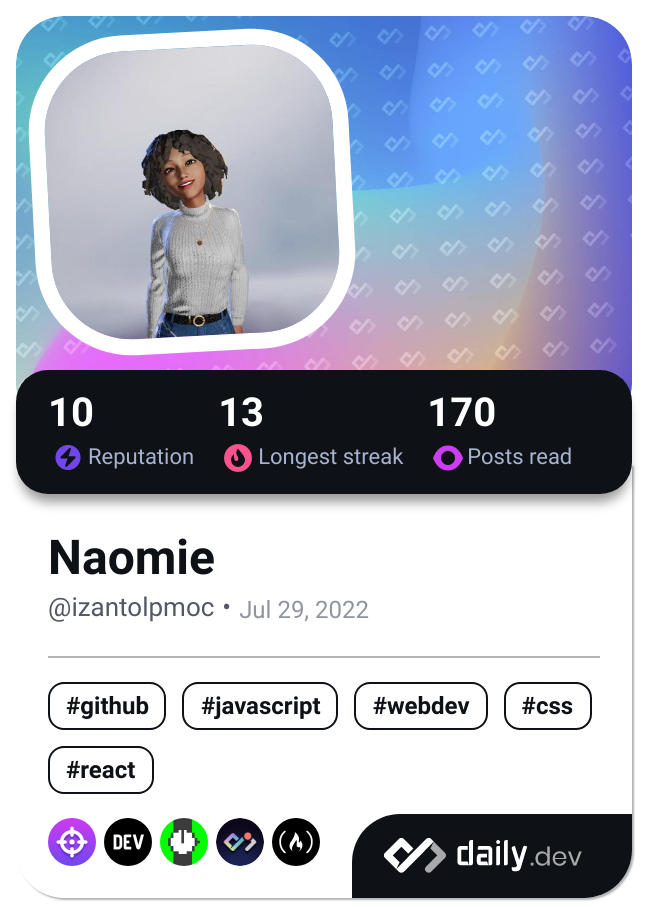 10 13 170
Reputation Longest streak Posts read
Naomie
@izantolpmoc • Jul 29, 2022
#github #javascript #webdev #css
#react
DEV
daily.dev